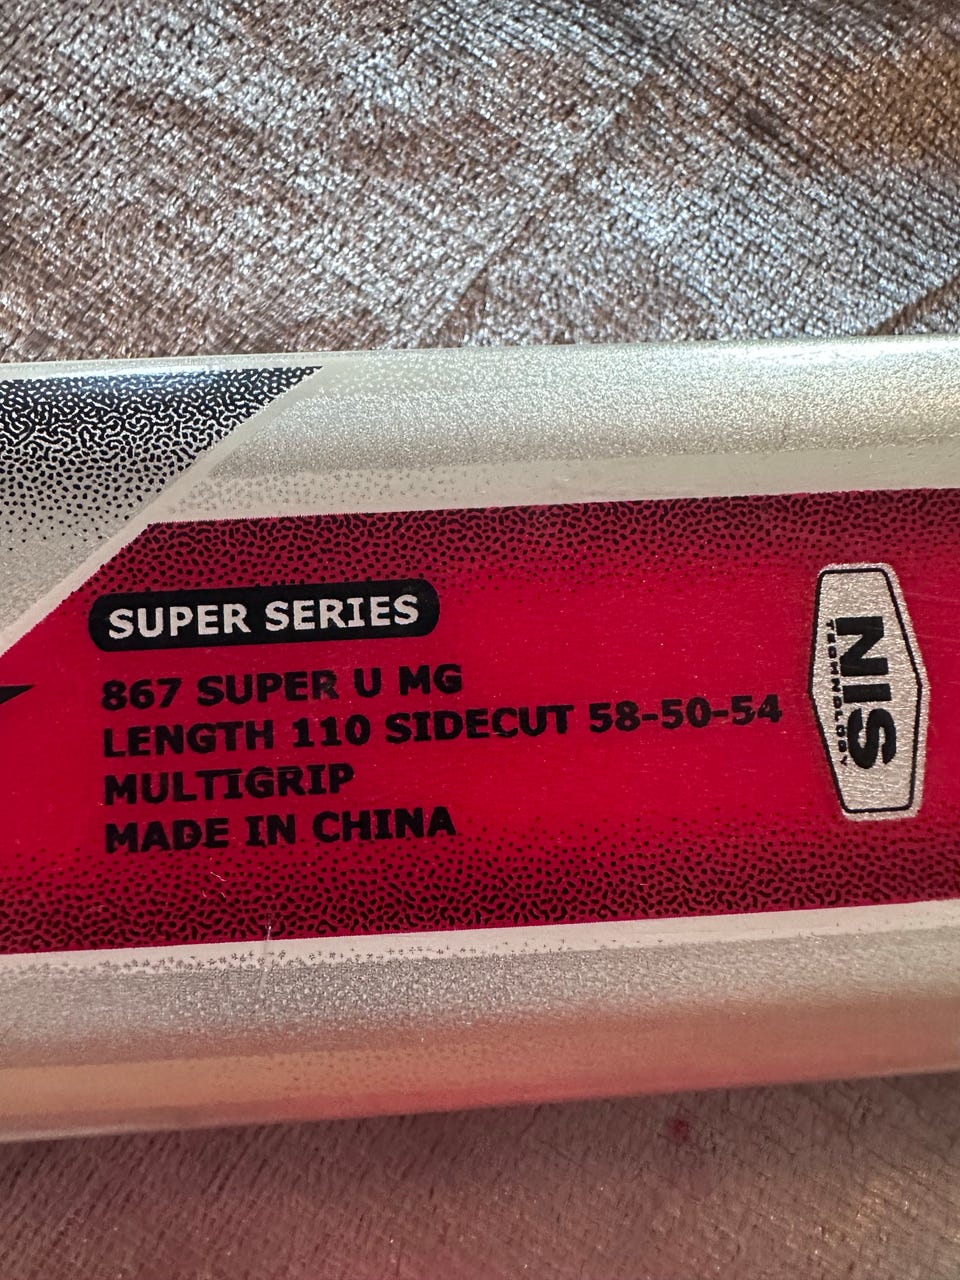 SUPER SERIES
867 SUPER U MG
LENGTH 110 SIDECUT 58-50-54
MULTIGRIP
MADE IN CHINA
NIS
TECHNOLOGY